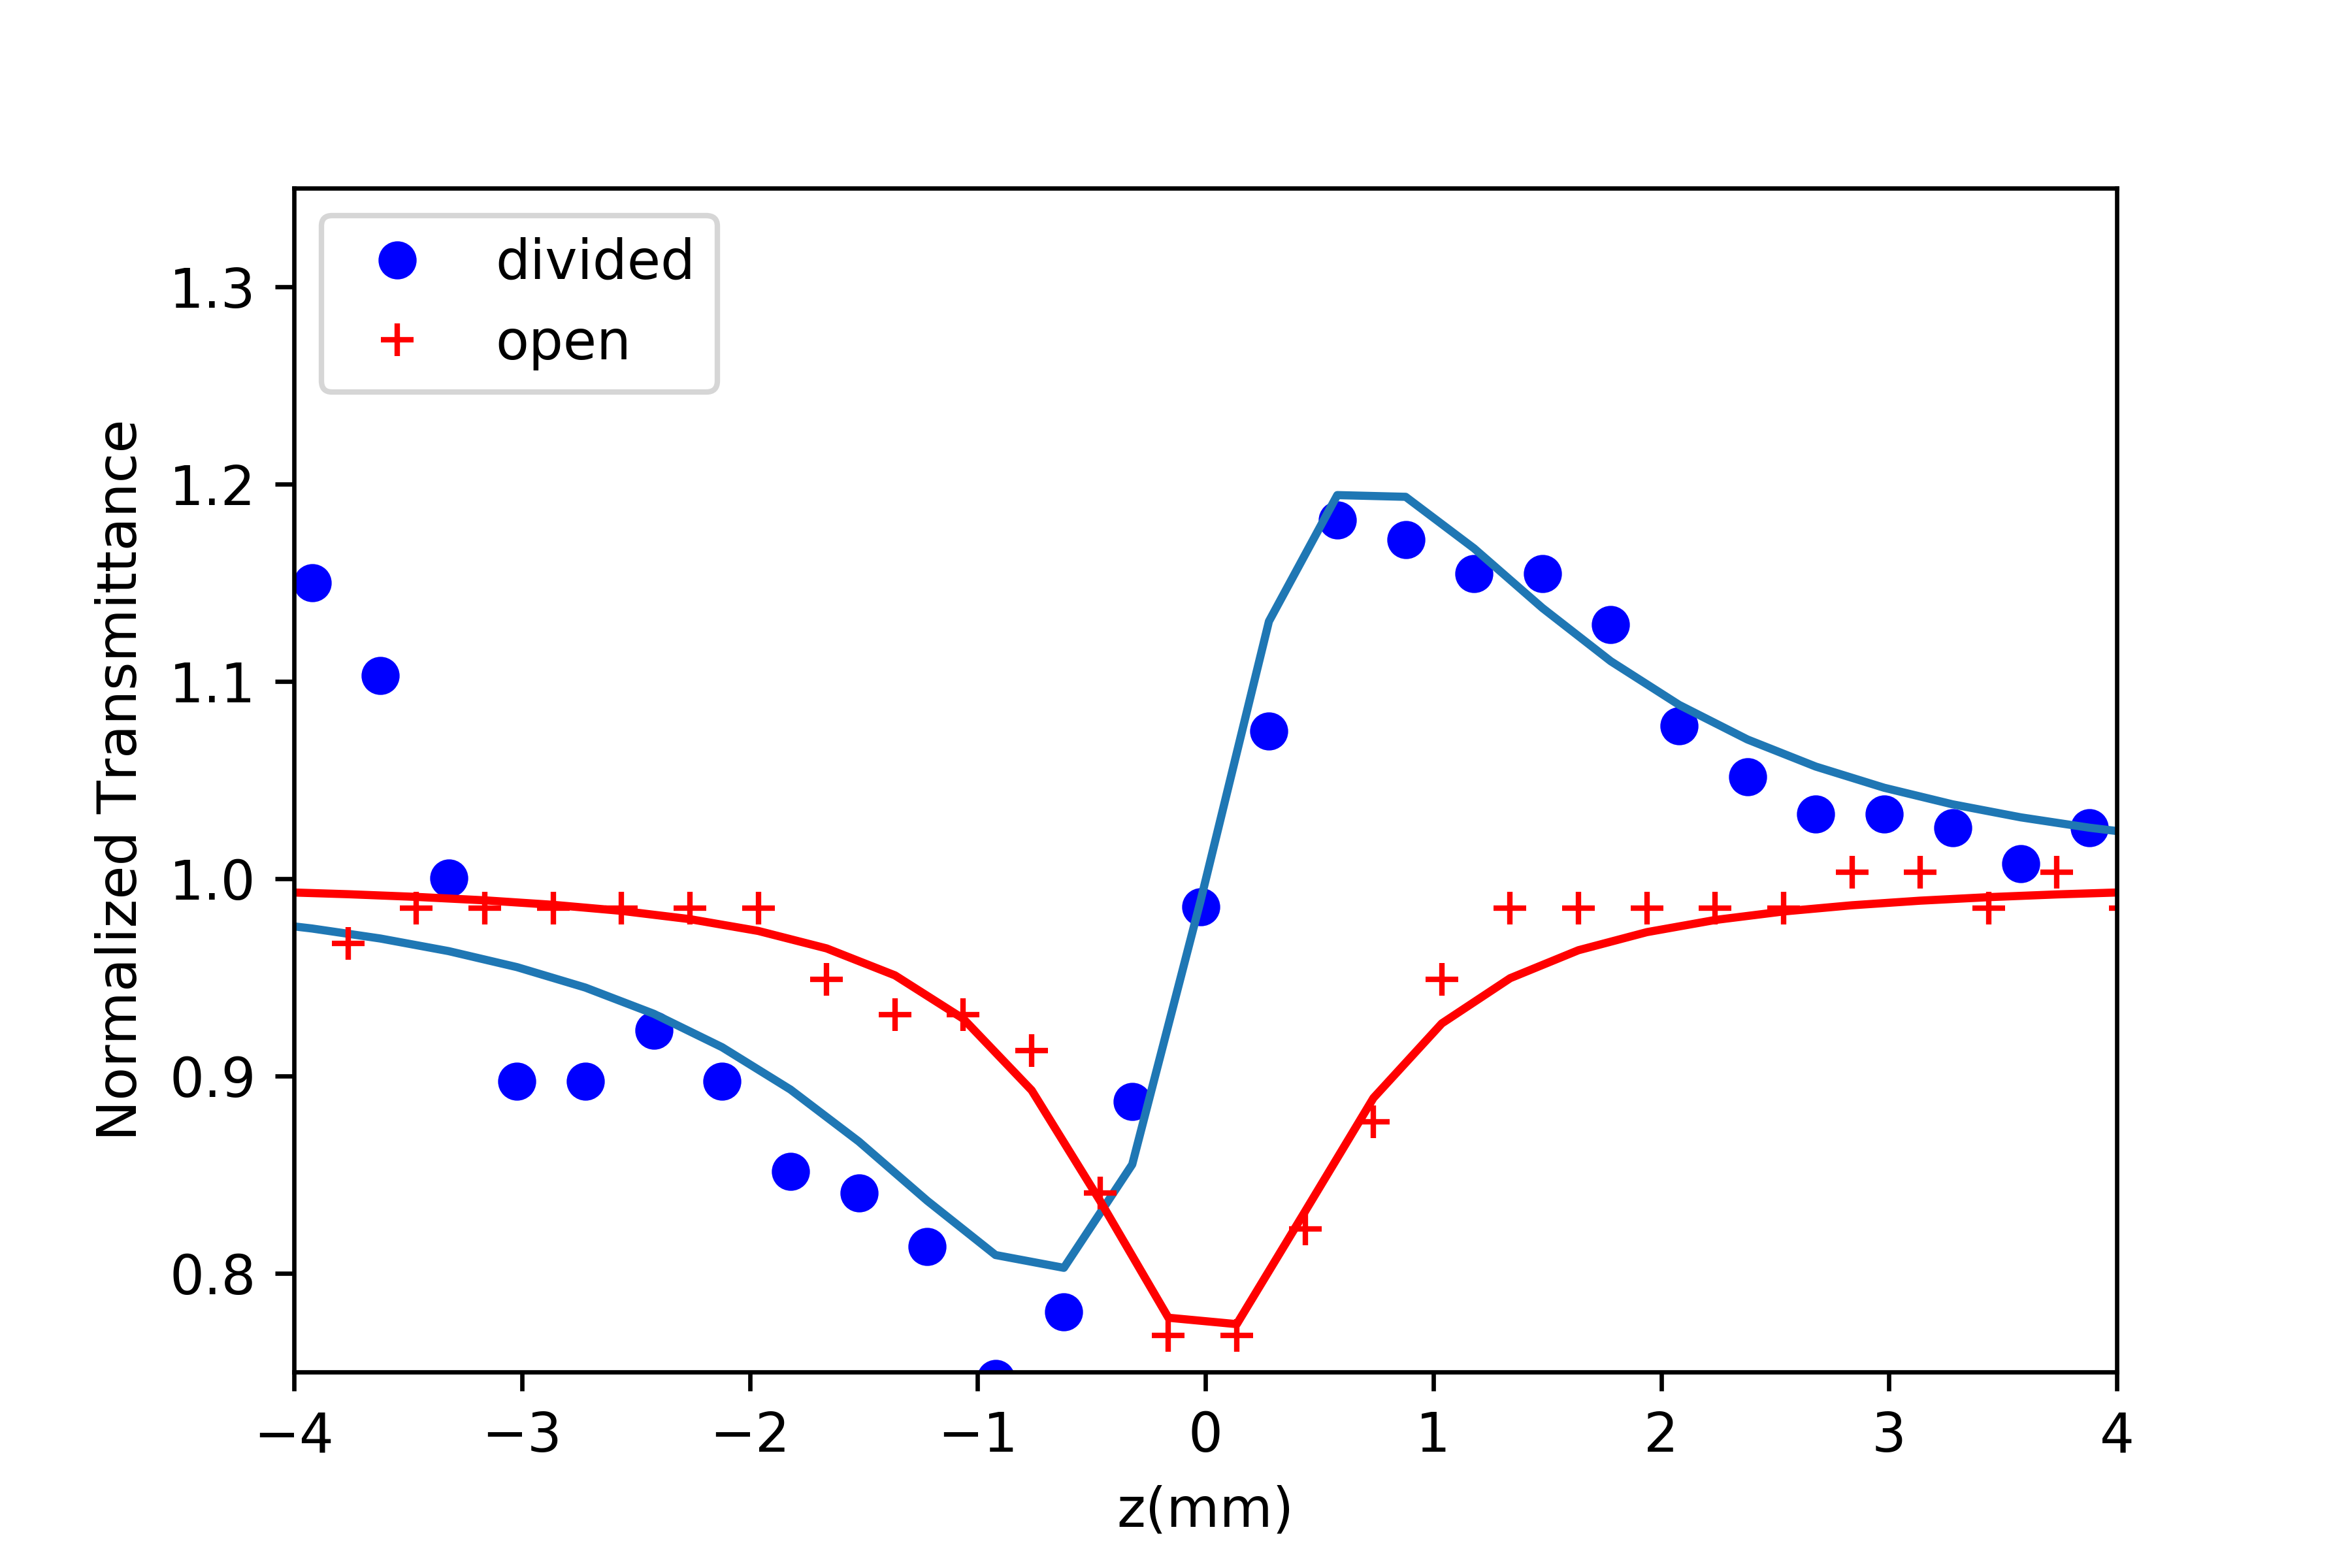 divided
open
1.3
1.2
1.1
1.0
0.9
0.8
Normalized Transmittance
−4 −3 −2 −1 0 1 2 3 4
z(mm)